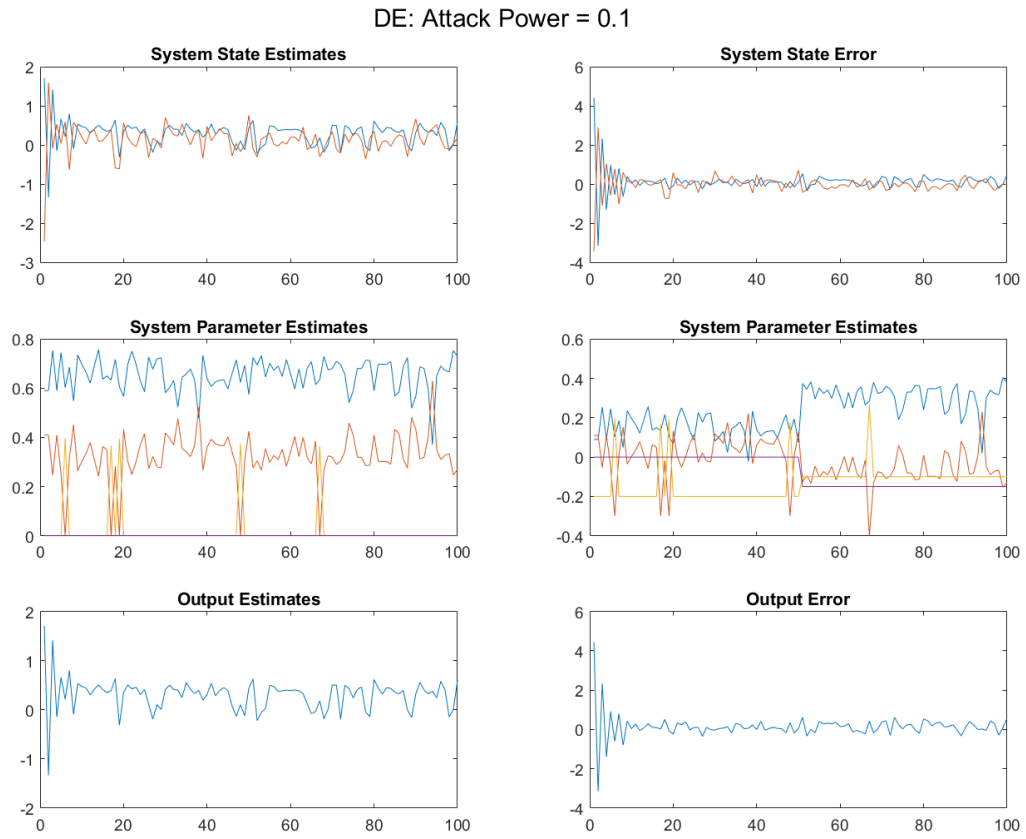 DE: Attack Power = 0.1
System State Estimates
2
1
0
-1
-2
-3
0 20 40 60 80 100
System State Error
6
4
2
0
-2
-4
0 20 40 60 80 100
System Parameter Estimates
0.8
0.6
0.4
0.2
0
0 20 40 60 80 100
System Parameter Estimates
0.6
0.4
0.2
0
-0.2
-0.4
0 20 40 60 80 100
Output Estimates
2
1
0
-1
-2
0 20 40 60 80 100
Output Error
6
4
2
0
-2
-4
0 20 40 60 80 100